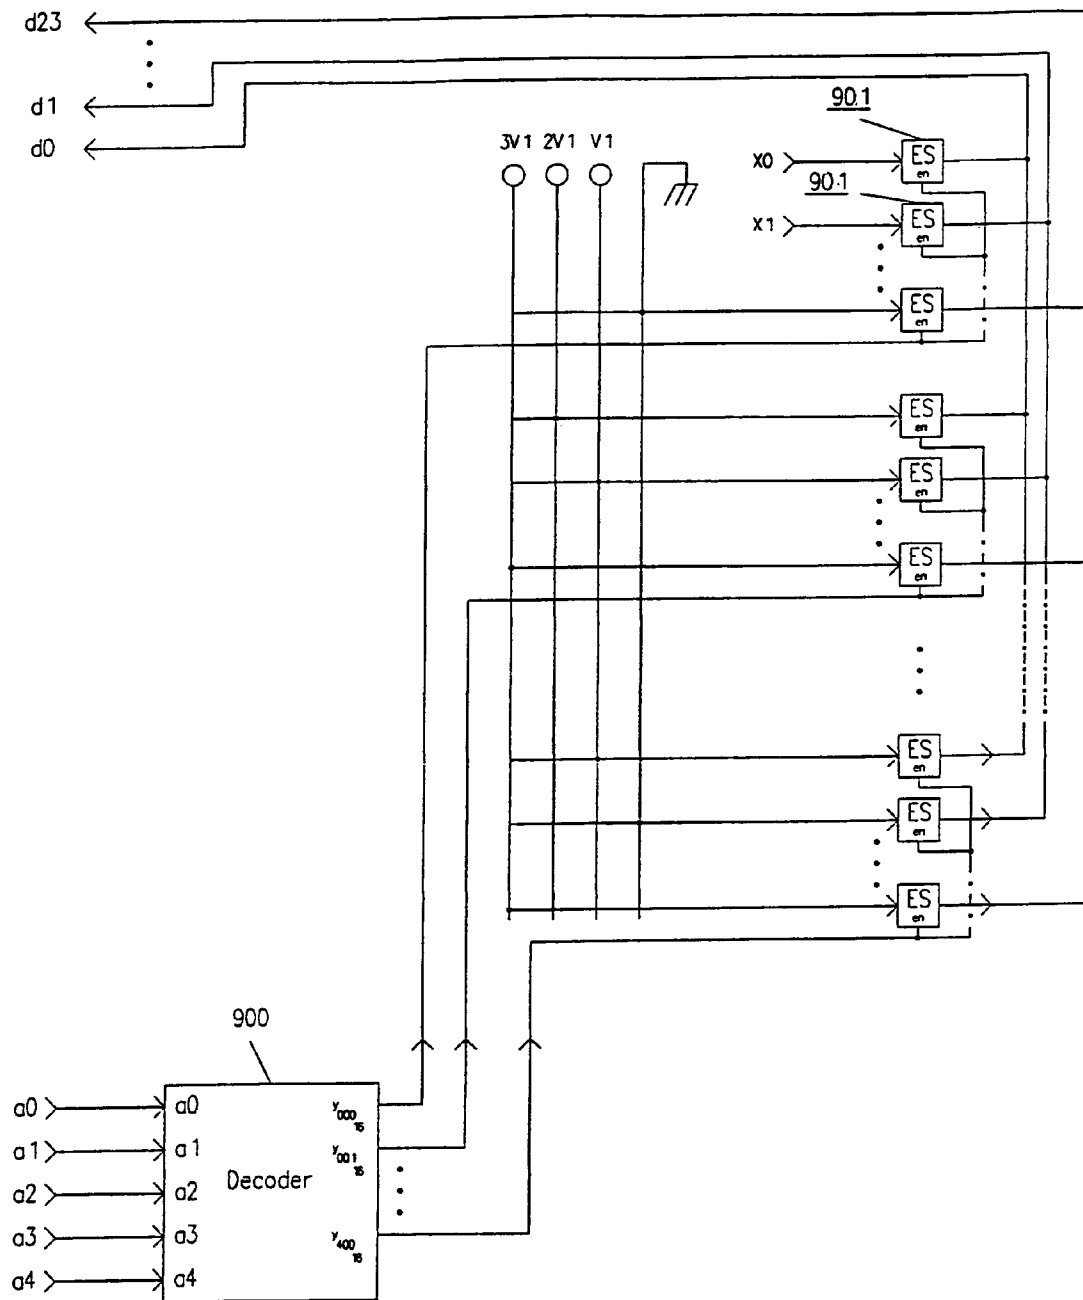 d23
d1
d0
90.1
3V1 2V1 V1
X0
ES
en
90.1
X1
ES
en
ES
en
ES
en
ES
en
ES
en
ES
en
ES
en
ES
en
900
a0 a0 y000 16
a1 a1 y001 16
a2 a2 Decoder
a3 a3 y400 16
a4 a4